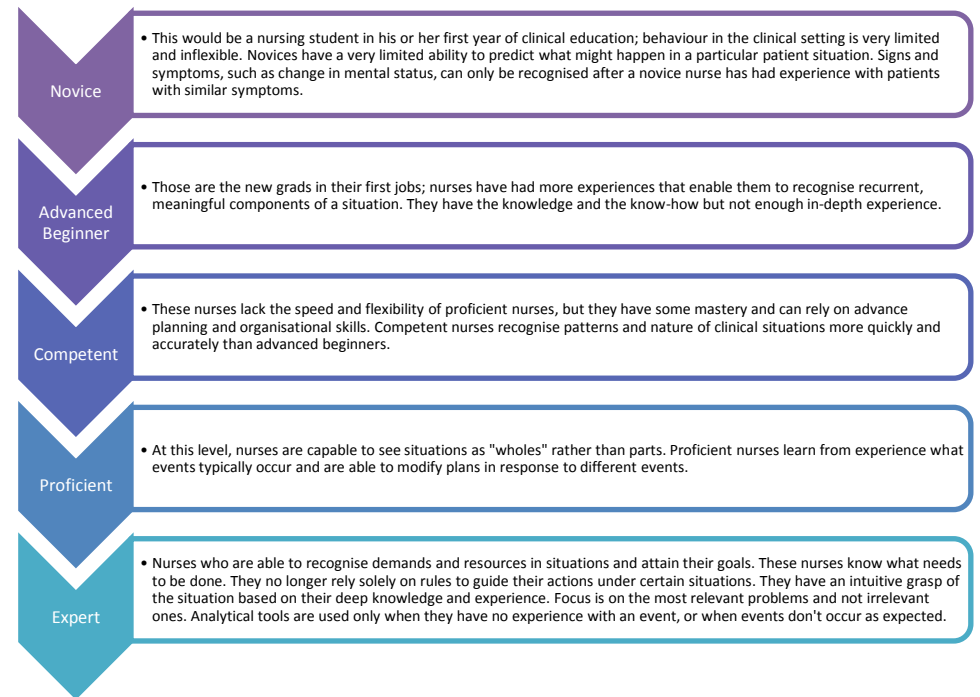 Novice
• This would be a nursing student in his or her first year of clinical education; behaviour in the clinical setting is very limited
and inflexible. Novices have a very limited ability to predict what might happen in a particular patient situation. Signs and
symptoms, such as change in mental status, can only be recognised after a novice nurse has had experience with patients
with similar symptoms.
Advanced
Beginner
• Those are the new grads in their first jobs; nurses have had more experiences that enable them to recognise recurrent,
meaningful components of a situation. They have the knowledge and the know-how but not enough in-depth experience.
Competent
• These nurses lack the speed and flexibility of proficient nurses, but they have some mastery and can rely on advance
planning and organisational skills. Competent nurses recognise patterns and nature of clinical situations more quickly and
accurately than advanced beginners.
Proficient
• At this level, nurses are capable to see situations as "wholes" rather than parts. Proficient nurses learn from experience what
events typically occur and are able to modify plans in response to different events.
Expert
• Nurses who are able to recognise demands and resources in situations and attain their goals. These nurses know what needs
to be done. They no longer rely solely on rules to guide their actions under certain situations. They have an intuitive grasp of
the situation based on their deep knowledge and experience. Focus is on the most relevant problems and not irrelevant
ones. Analytical tools are used only when they have no experience with an event, or when events don't occur as expected.